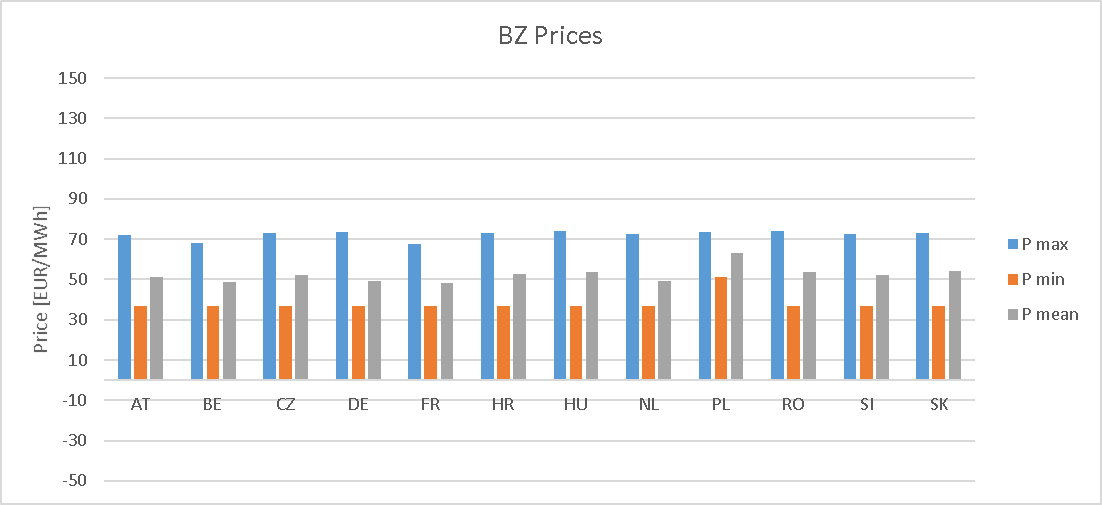 BZ Prices
150
130
110
90
70
50
30
10
-10
-30
-50
Price [EUR/MWh]
AT BE CZ DE FR HR HU NL PL RO SI SK
P max
P min
P mean